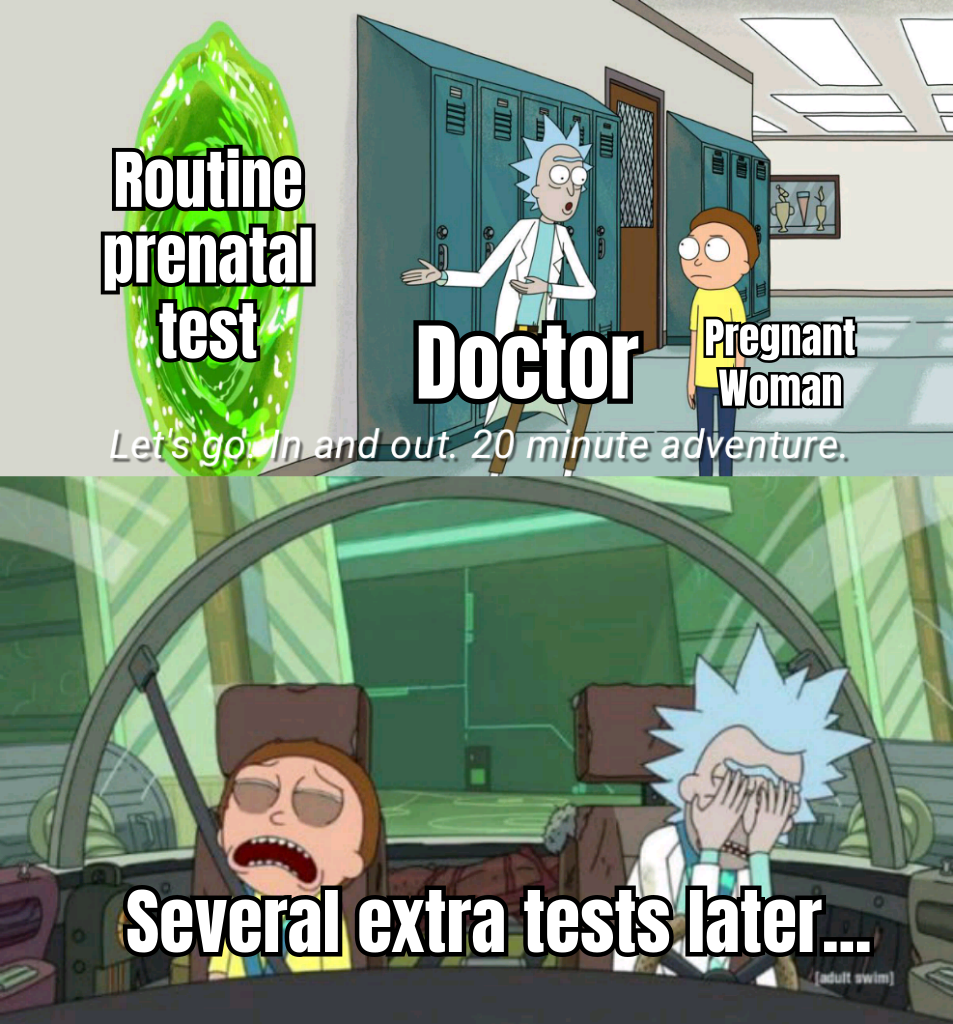 Routine
prenatal
test
Doctor
Pregnant
Woman
Let's go. In and out. 20 minute adventure.
Several extra tests later...
[adult swim]